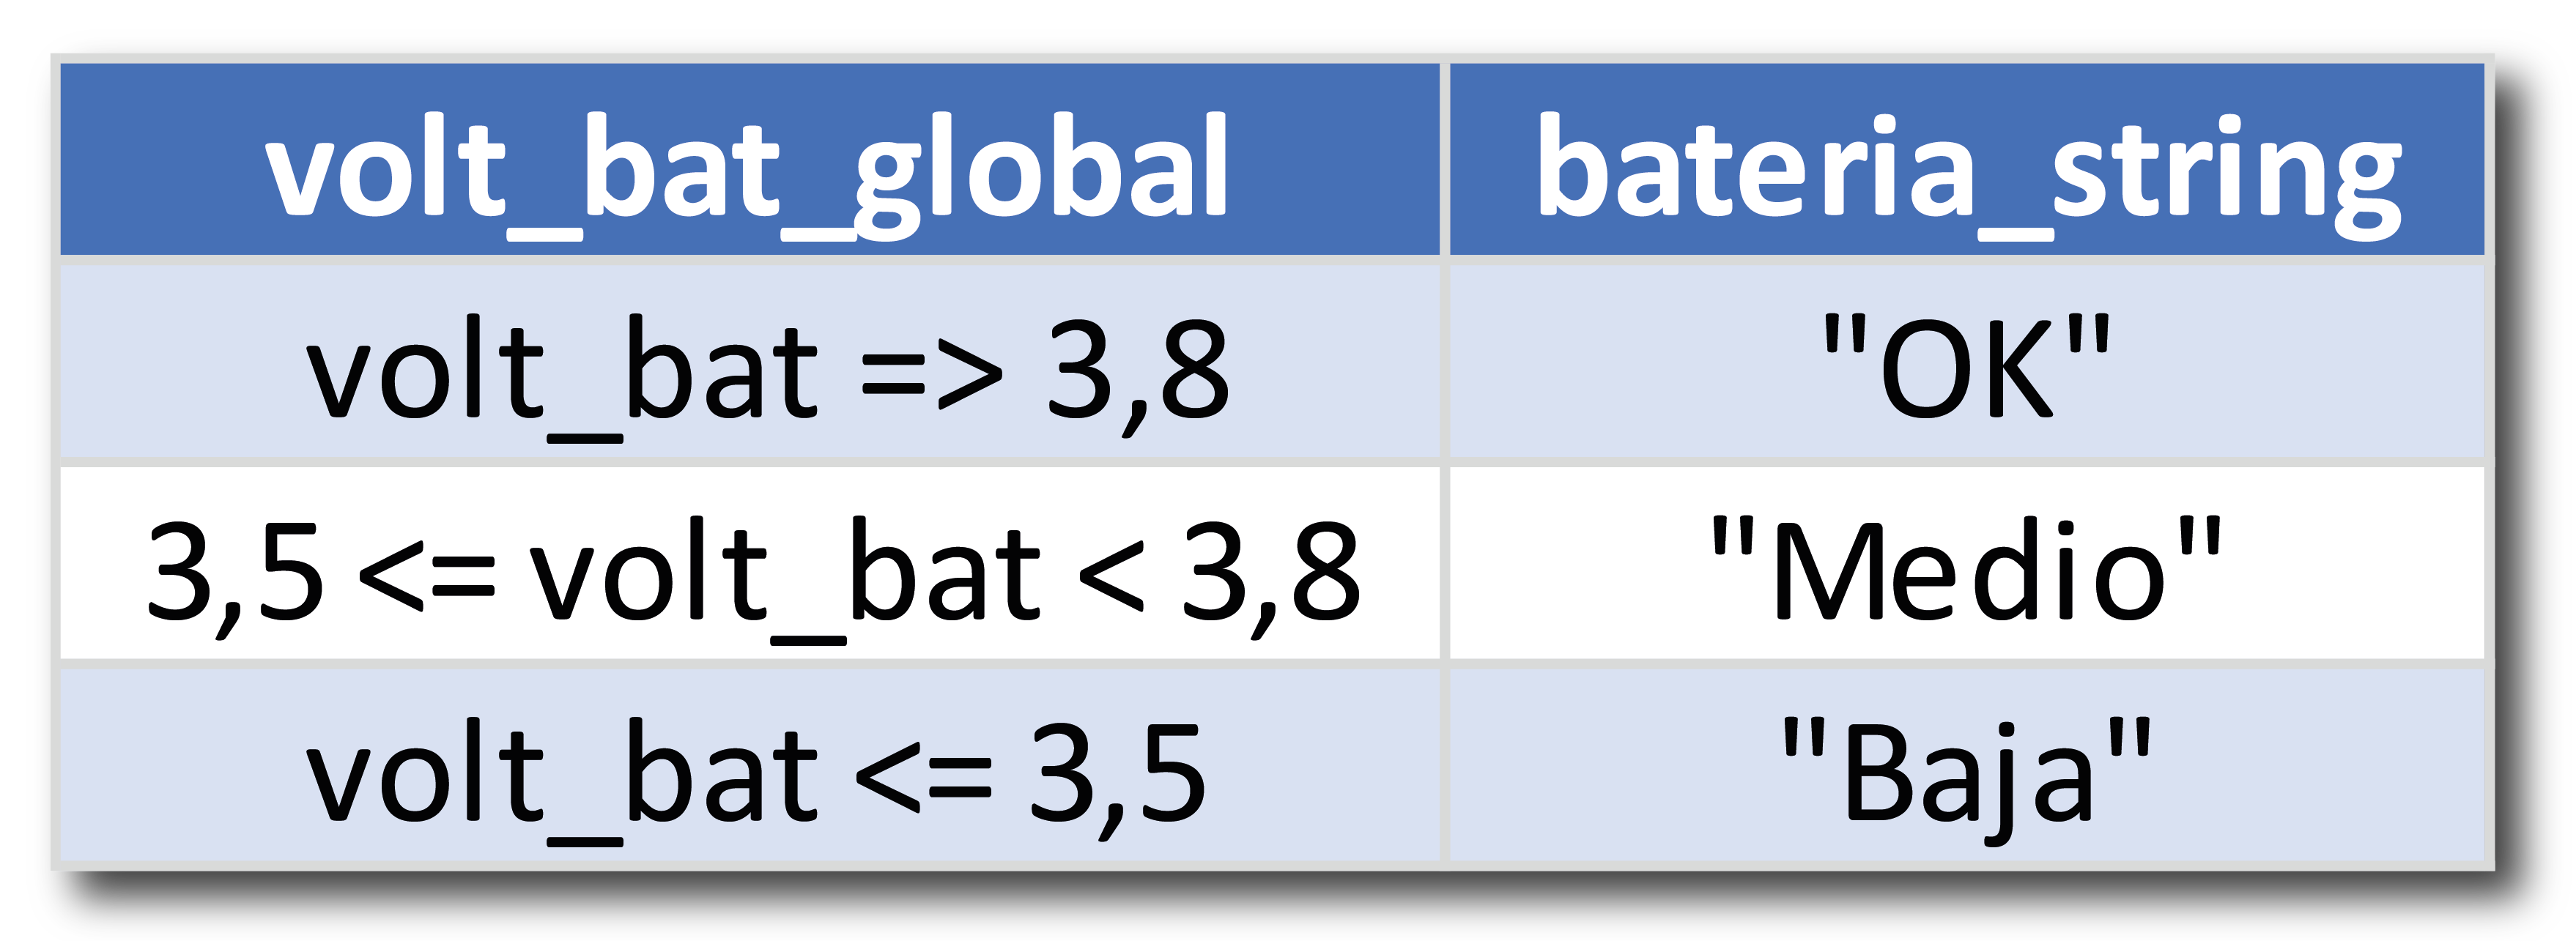 volt_bat_global bateria_string
volt_bat => 3,8 "OK"
3,5 <= volt_bat < 3,8 "Medio"
volt_bat <= 3,5 "Baja"